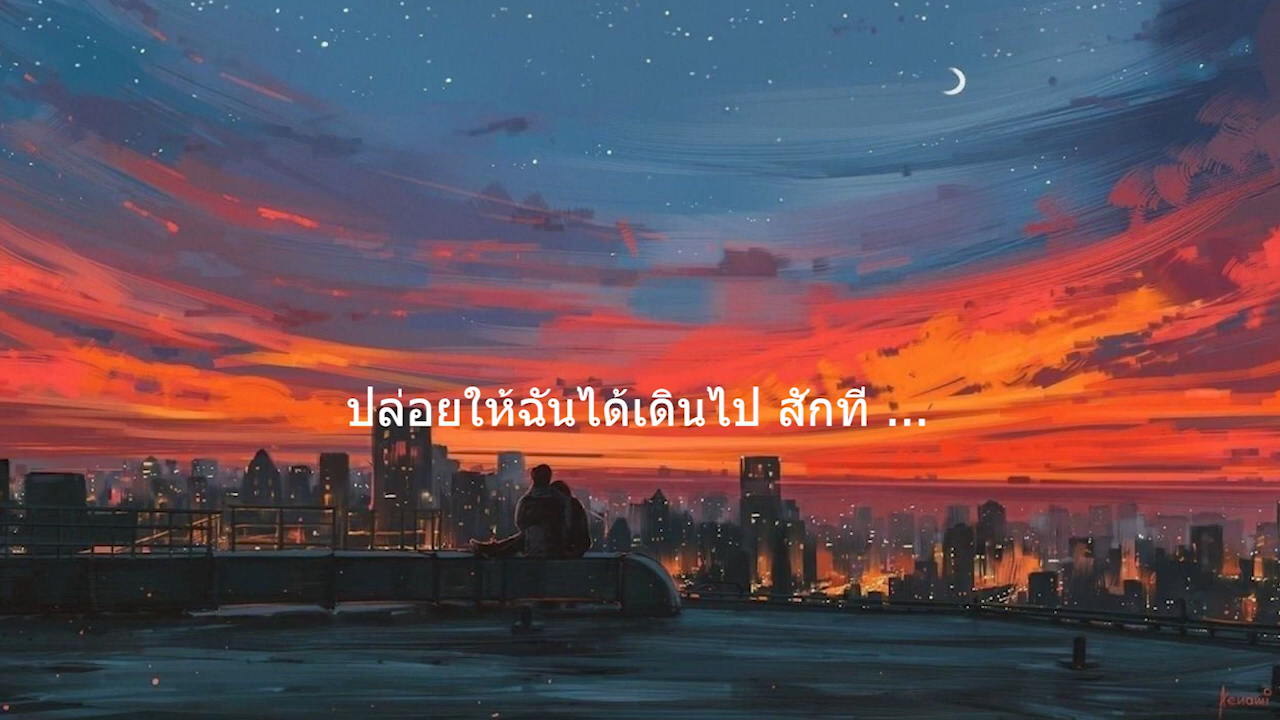 ปล่อยให้ฉันได้เดินไป สักที ...